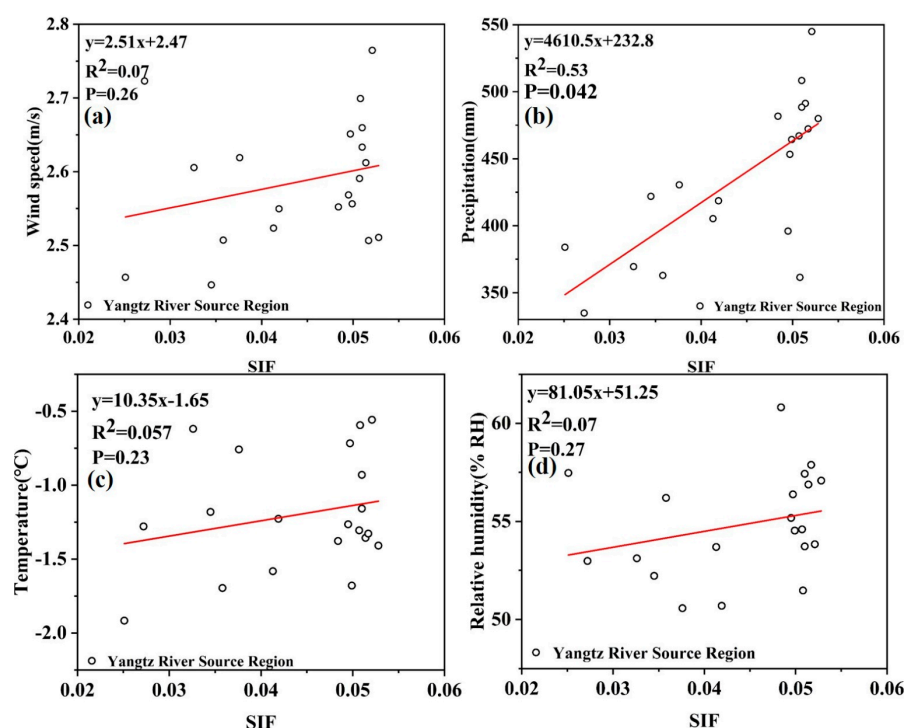 2.8
y=2.51x+2.47
R²=0.07
P=0.26
(a)
2.7
2.6
2.5
2.4
Wind speed(m/s)
Yangtz River Source Region
0.02 0.03 0.04 0.05 0.06
SIF
550
y=4610.5x+232.8
R²=0.53
P=0.042
(b)
500
450
400
350
Precipitation(mm)
Yangtz River Source Region
0.02 0.03 0.04 0.05 0.06
SIF
y=10.35x-1.65
-0.5
R²=0.057
P=0.23
(c)
-1.0
-1.5
-2.0
Temperature(°C)
Yangtz River Source Region
0.02 0.03 0.04 0.05 0.06
SIF
y=81.05x+51.25
60
R²=0.07
P=0.27
(d)
55
50
Relative humidity(% RH)
Yangtz River Source Region
0.02 0.03 0.04 0.05 0.06
SIF